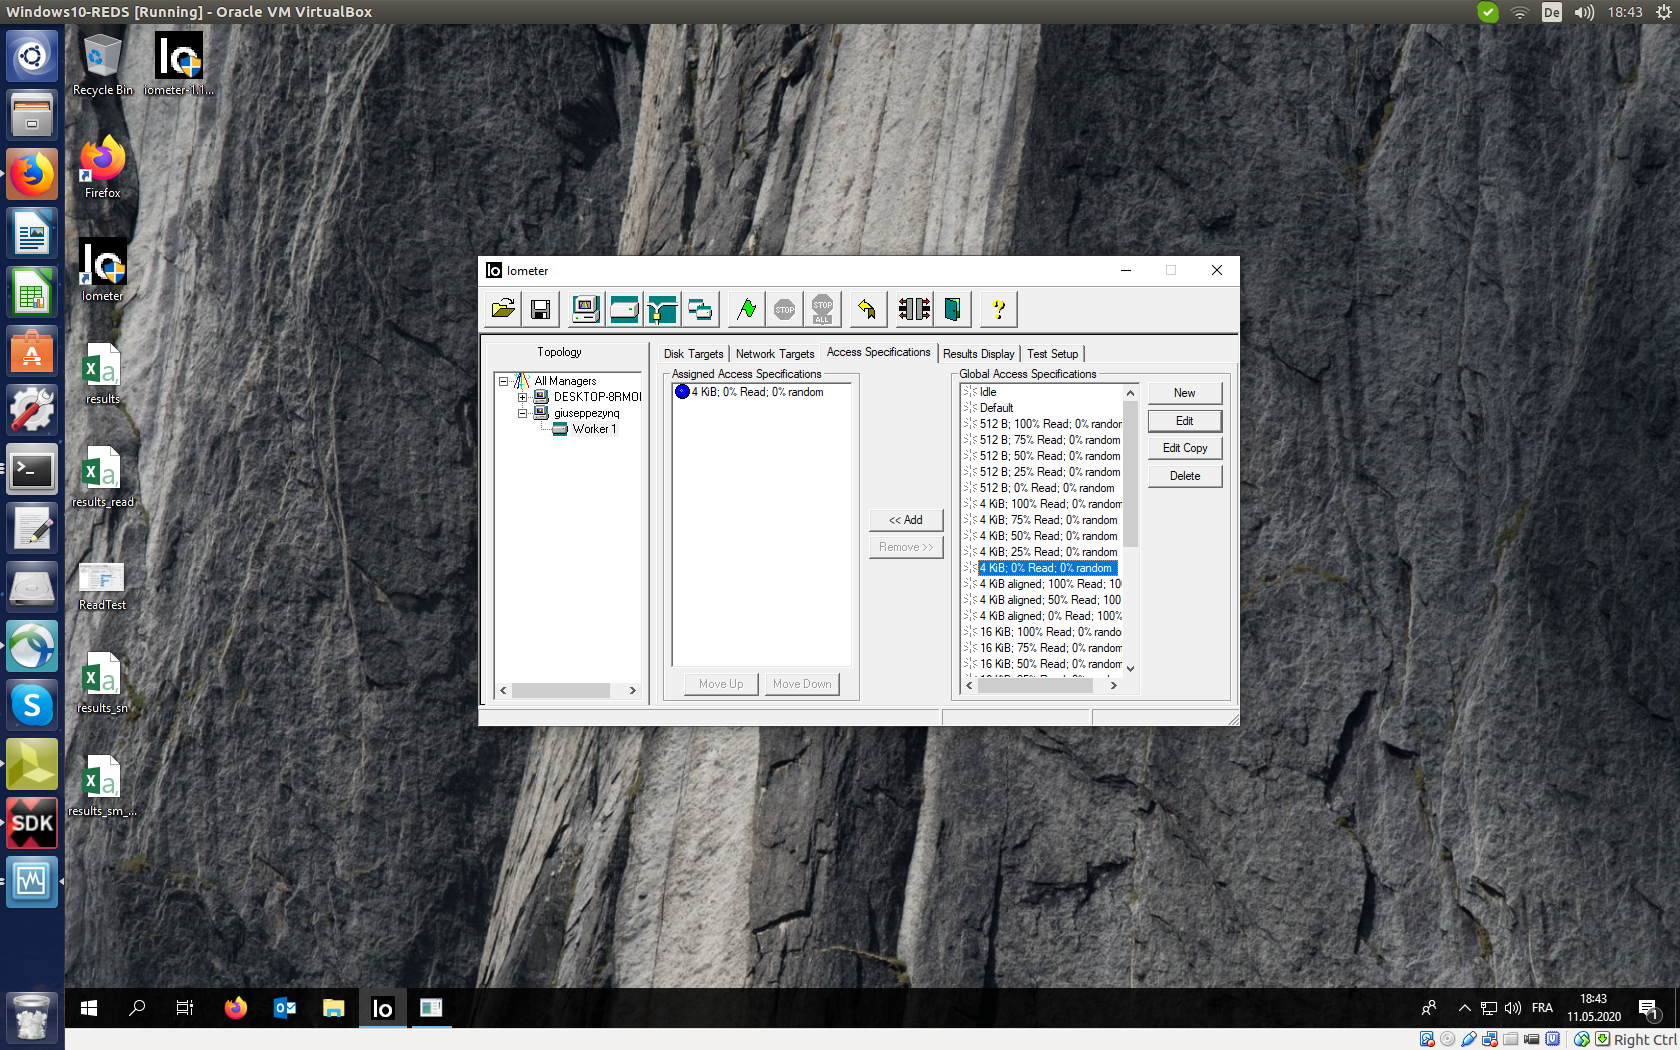 Windows10-REDS [Running] - Oracle VM VirtualBox
De
18:43
Recycle Bin
iometer-1.1...
Firefox
Iometer
results
results_read
ReadTest
results_sn
results_sm_...
SDK
Iometer
STOP
STOP ALL
Topology
All Managers
DESKTOP-8RMOI
giuseppezynq
Worker 1
Disk Targets
Network Targets
Access Specifications
Results Display
Test Setup
Assigned Access Specifications
4 KiB; 0% Read; 0% random
<< Add
Remove >>
Move Up
Move Down
Global Access Specifications
Idle
Default
512 B; 100% Read; 0% randor
512 B; 75% Read; 0% random
512 B; 50% Read; 0% random
512 B; 25% Read; 0% random
512 B; 0% Read; 0% random
4 KiB; 100% Read; 0% random
4 KiB; 75% Read; 0% random
4 KiB; 50% Read; 0% random
4 KiB; 25% Read; 0% random
4 KiB; 0% Read; 0% random
4 KiB aligned; 100% Read; 10
4 KiB aligned; 50% Read; 100
4 KiB aligned; 0% Read; 100%
16 KiB; 100% Read; 0% rando
16 KiB; 75% Read; 0% random
16 KiB; 50% Read; 0% random
New
Edit
Edit Copy
Delete
FRA
18:43
11.05.2020
1
Right Ctrl